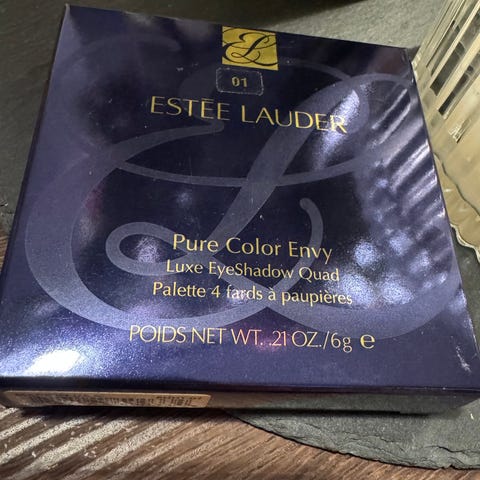 01
ESTĒE LAUDER
Pure Color Envy
Luxe EyeShadow Quad
Palette 4 fards à paupières
POIDS NET WT. .21 OZ./6g e